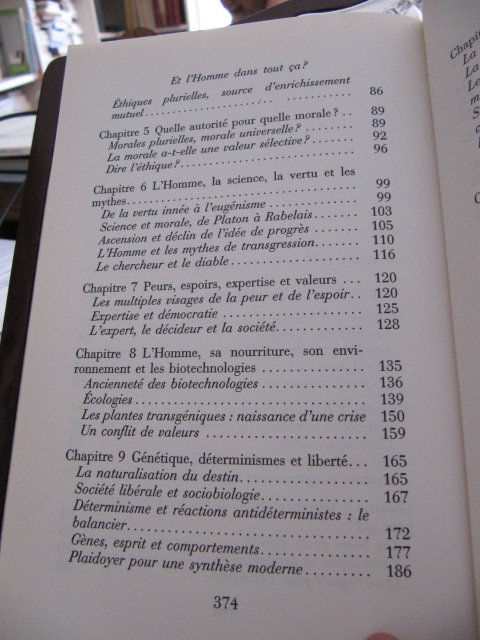 Et l'Homme dans tout ça?
Éthiques plurielles, source d'enrichissement
mutuel.............................. 86
Chapitre 5 Quelle autorité pour quelle morale? .. 89
Morales plurielles, morale universelle? ........ 89
La morale a-t-elle une valeur sélective? ........ 92
Dire l'éthique? .............................. 96
Chapitre 6 L'Homme, la science, la vertu et les
mythes.............................. 99
De la vertu innée à l'eugénisme .............. 99
Science et morale, de Platon à Rabelais....... 103
Ascension et déclin de l'idée de progrès ....... 105
L'Homme et les mythes de transgression....... 110
Le chercheur et le diable.................... 116
Chapitre 7 Peurs, espoirs, expertise et valeurs ... 120
Les multiples visages de la peur et de l'espoir.. 120
Expertise et démocratie .................... 125
L'expert, le décideur et la société............. 128
Chapitre 8 L'Homme, sa nourriture, son envi-
ronnement et les biotechnologies ............. 135
Ancienneté des biotechnologies .............. 136
Écologies.............................. 139
Les plantes transgéniques : naissance d'une crise 150
Un conflit de valeurs ...................... 159
Chapitre 9 Génétique, déterminismes et liberté... 165
La naturalisation du destin.................. 165
Société libérale et sociobiologie............... 167
Déterminisme et réactions antidéterministes : le
balancier.............................. 172
Gènes, esprit et comportements............... 177
Plaidoyer pour une synthèse moderne.......... 186
374